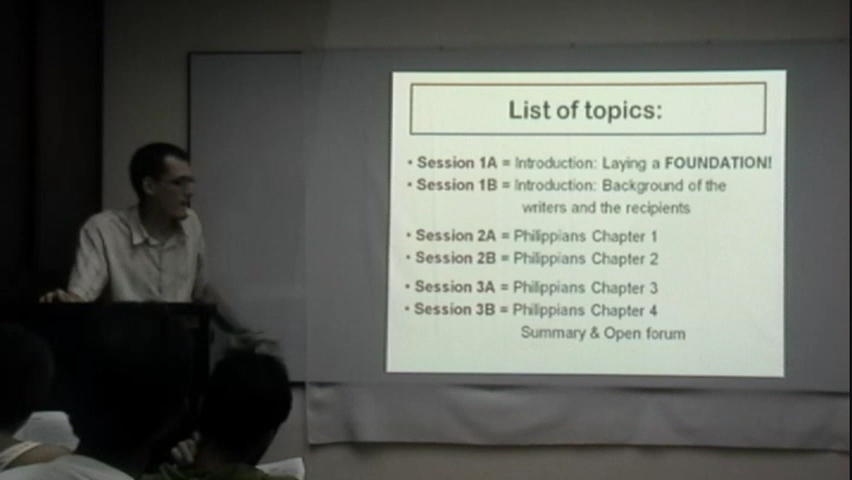 List of topics:
• Session 1A = Introduction: Laying a FOUNDATION!
• Session 1B = Introduction: Background of the
writers and the recipients
• Session 2A = Philippians Chapter 1
• Session 2B = Philippians Chapter 2
• Session 3A = Philippians Chapter 3
• Session 3B = Philippians Chapter 4
Summary & Open forum